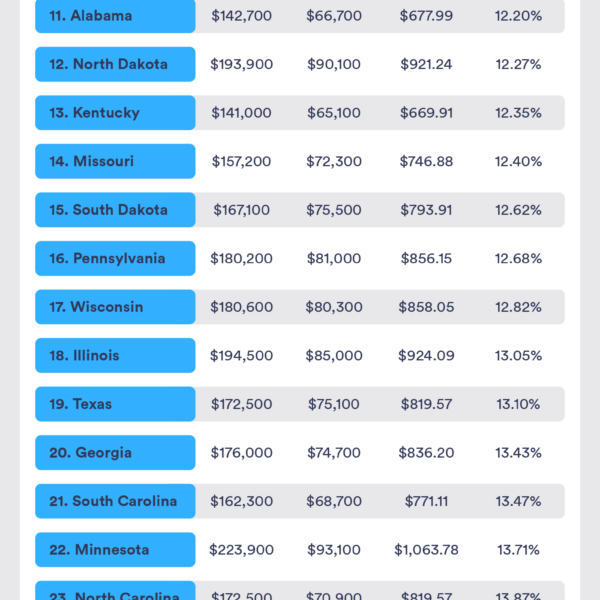 11. Alabama $142,700 $66,700 $677.99 12.20%
12. North Dakota $193,900 $90,100 $921.24 12.27%
13. Kentucky $141,000 $65,100 $669.91 12.35%
14. Missouri $157,200 $72,300 $746.88 12.40%
15. South Dakota $167,100 $75,500 $793.91 12.62%
16. Pennsylvania $180,200 $81,000 $856.15 12.68%
17. Wisconsin $180,600 $80,300 $858.05 12.82%
18. Illinois $194,500 $85,000 $924.09 13.05%
19. Texas $172,500 $75,100 $819.57 13.10%
20. Georgia $176,000 $74,700 $836.20 13.43%
21. South Carolina $162,300 $68,700 $771.11 13.47%
22. Minnesota $223,900 $93,100 $1,063.78 13.71%
23. North Carolina $172,500 $70,900 $819.57 13.87%